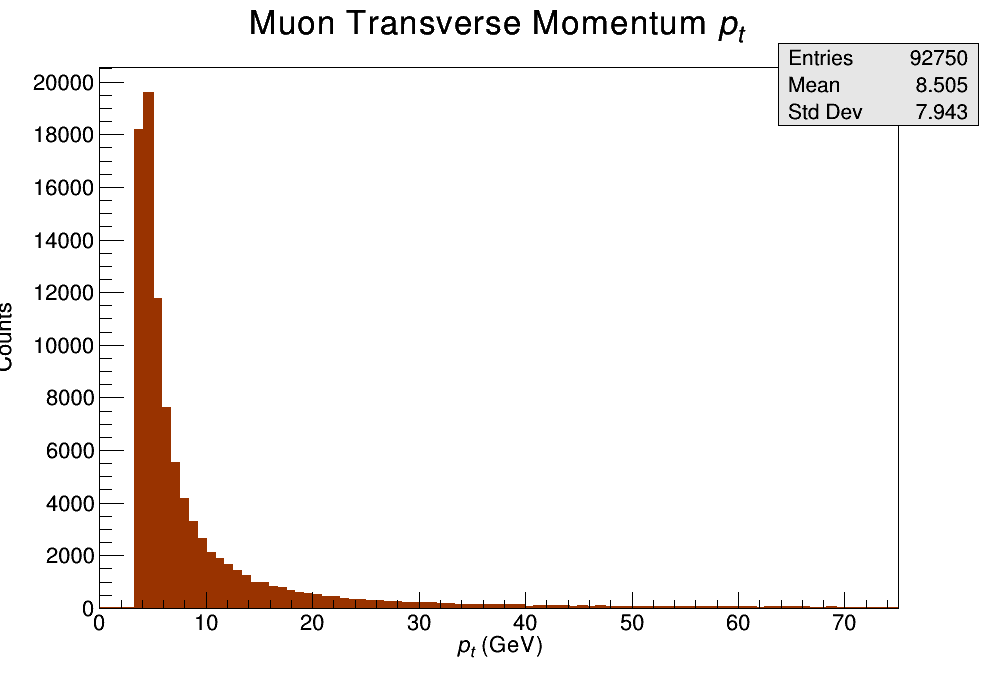 Muon Transverse Momentum pt
Entries 92750
Mean 8.505
Std Dev 7.943
20000
18000
16000
14000
12000
10000
8000
6000
4000
2000
0
Counts
0 10 20 30 40 50 60 70
pt (GeV)